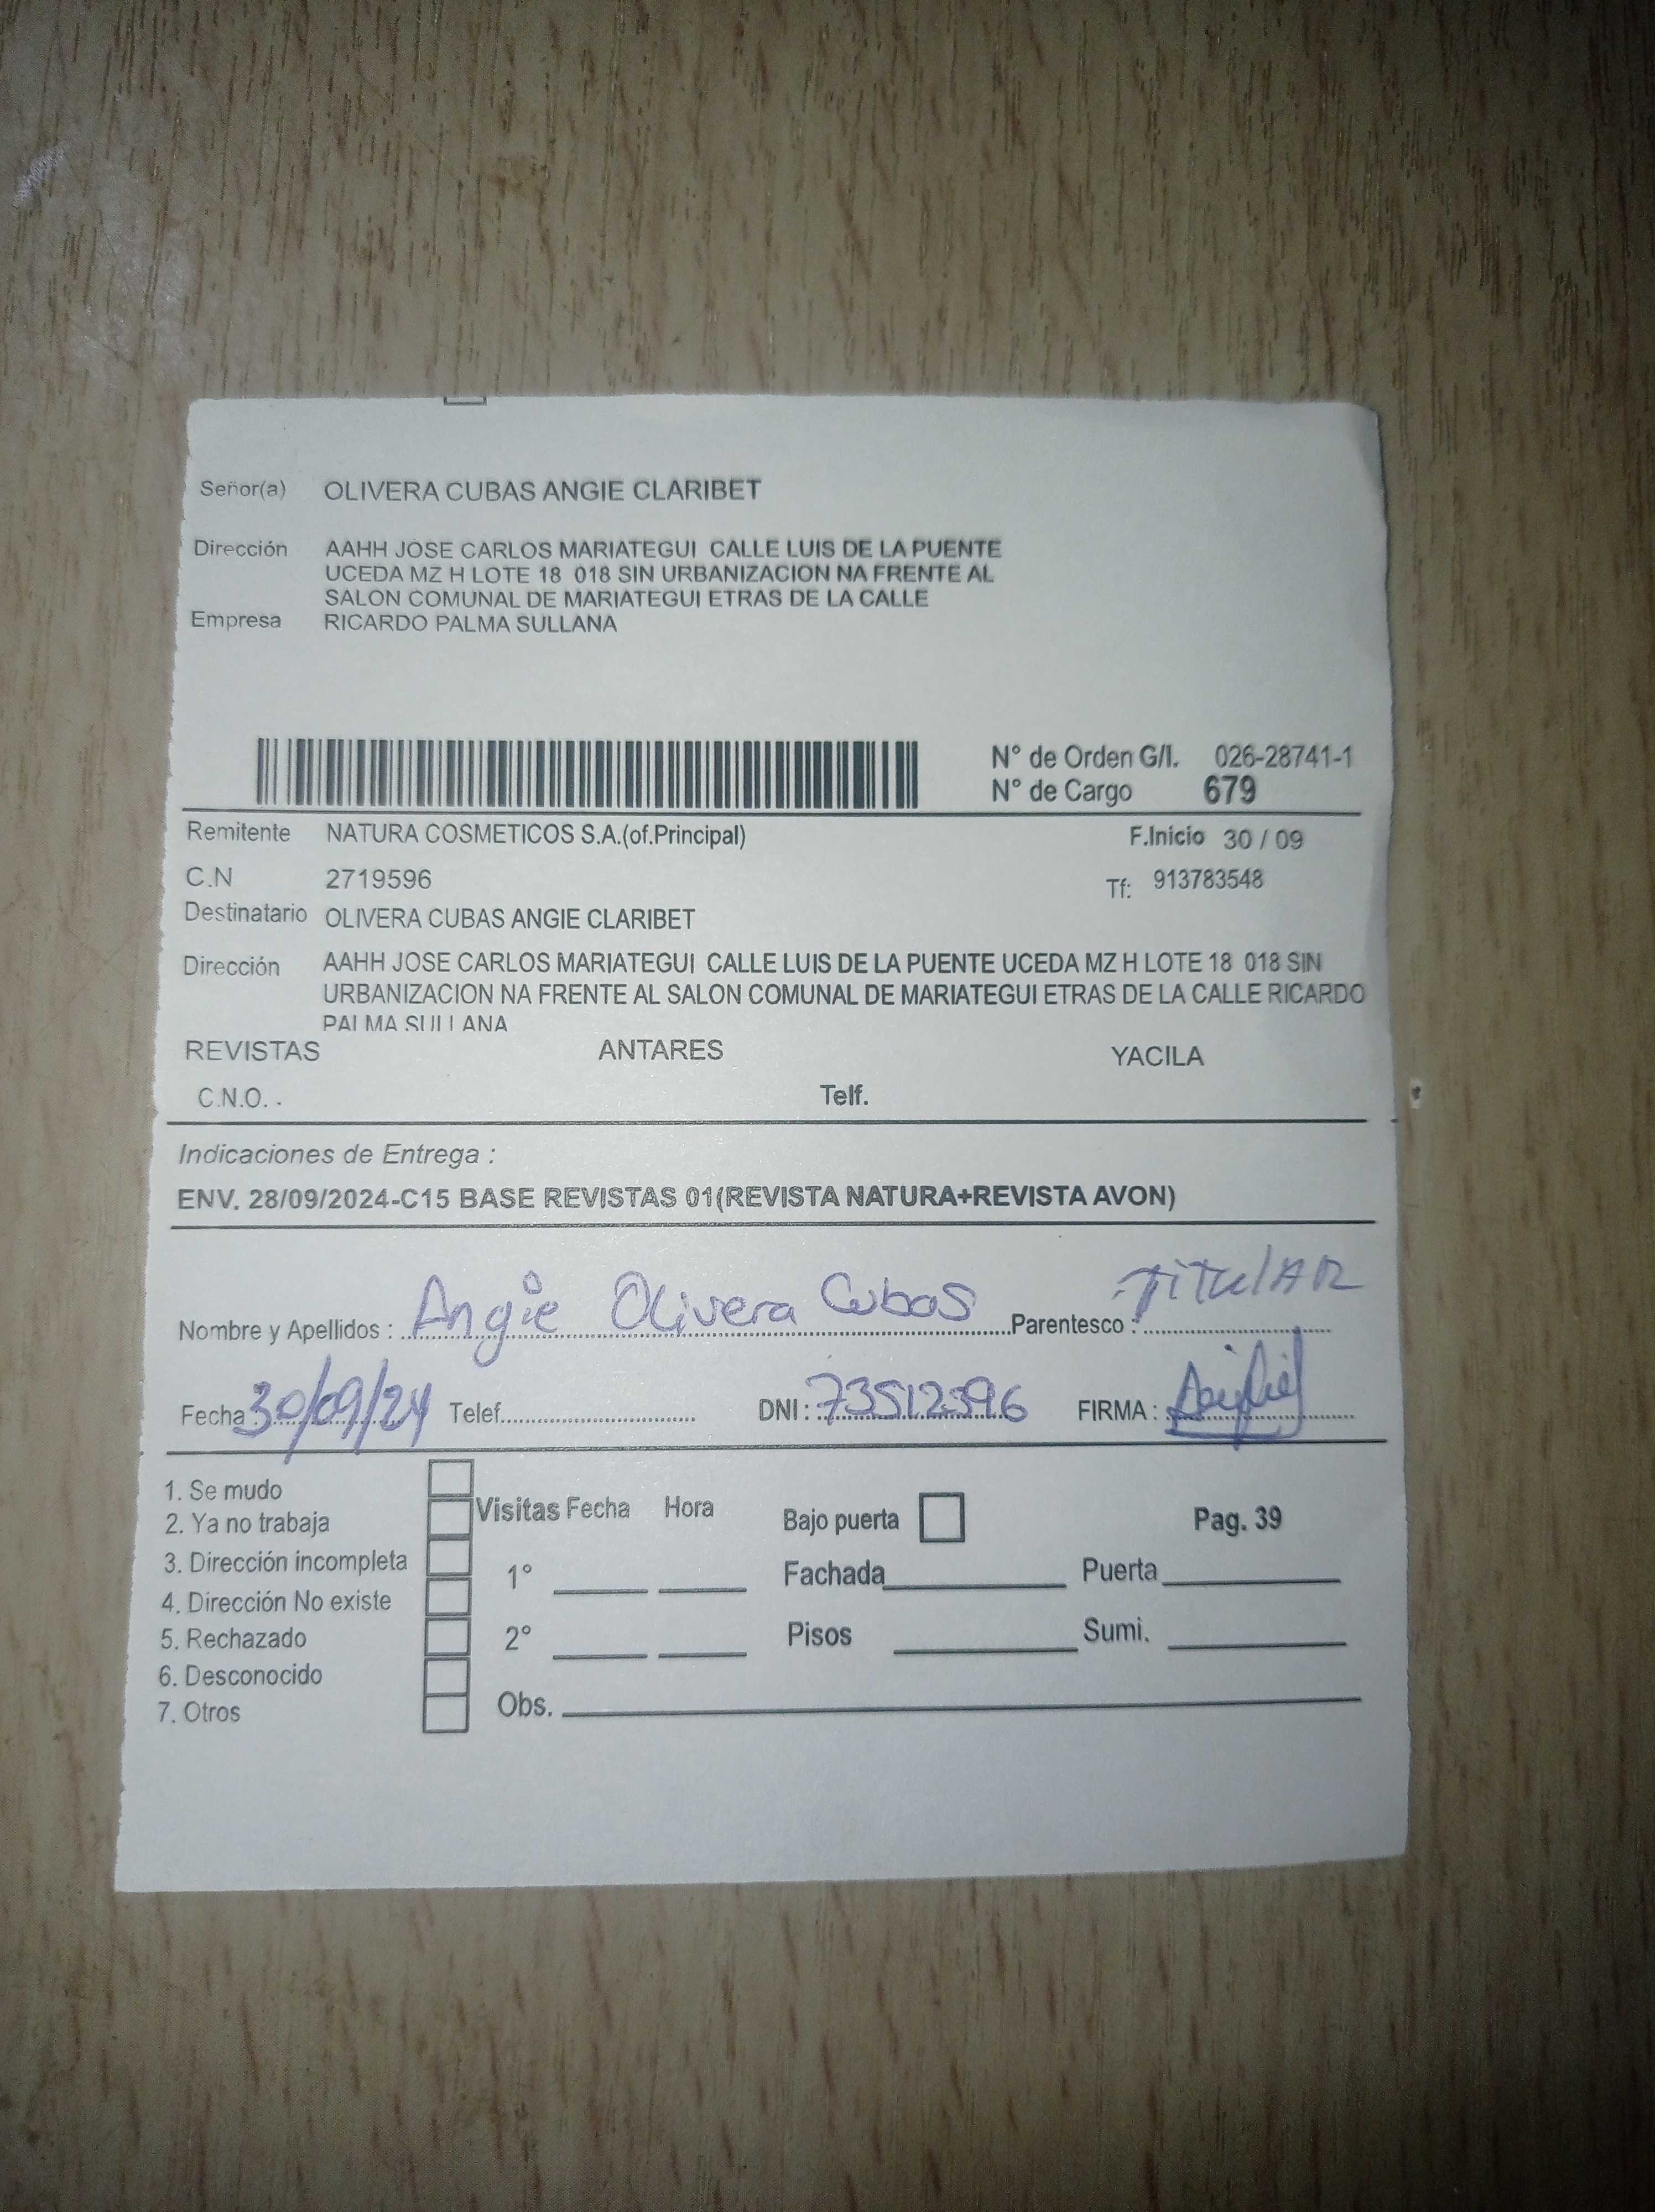 Señor(a) OLIVERA CUBAS ANGIE CLARIBET
Dirección AAHH JOSE CARLOS MARIATEGUI CALLE LUIS DE LA PUENTE
UCEDA MZ H LOTE 18 018 SIN URBANIZACION NA FRENTE AL
SALON COMUNAL DE MARIATEGUI ETRAS DE LA CALLE
Empresa RICARDO PALMA SULLANA
N° de Orden G/I. 026-28741-1
N° de Cargo 679
Remitente NATURA COSMETICOS S.A.(of.Principal) F.Inicio 30 / 09
C.N 2719596 Tf: 913783548
Destinatario OLIVERA CUBAS ANGIE CLARIBET
Dirección AAHH JOSE CARLOS MARIATEGUI CALLE LUIS DE LA PUENTE UCEDA MZ H LOTE 18 018 SIN
URBANIZACION NA FRENTE AL SALON COMUNAL DE MARIATEGUI ETRAS DE LA CALLE RICARDO
PALMA SULLANA
REVISTAS ANTARES YACILA
C.N.O. . Telf.
Indicaciones de Entrega :
ENV. 28/09/2024-C15 BASE REVISTAS 01(REVISTA NATURA+REVISTA AVON)
Nombre y Apellidos : Angie Olivera Cubas Parentesco : TitulAR
Fecha 30/09/24 Telef. DNI : 73512396 FIRMA :
1. Se mudo
2. Ya no trabaja
3. Dirección incompleta
4. Dirección No existe
5. Rechazado
6. Desconocido
7. Otros
Visitas Fecha Hora Bajo puerta Pag. 39
1° Fachada Puerta
2° Pisos Sumi.
Obs.